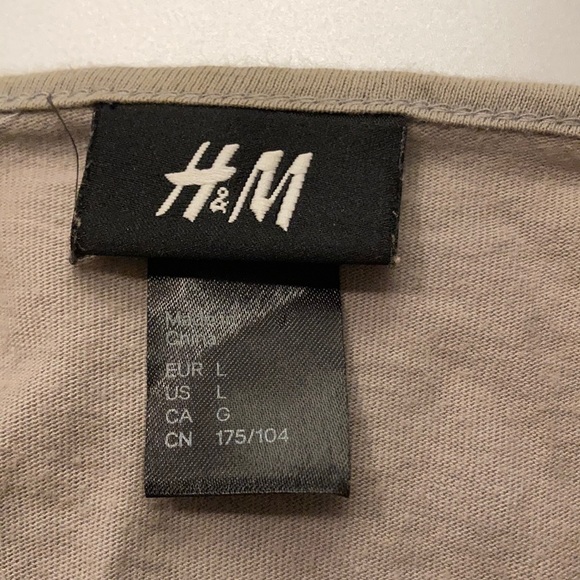 H&M
Made in
China
EUR L
US L
CA G
CN 175/104